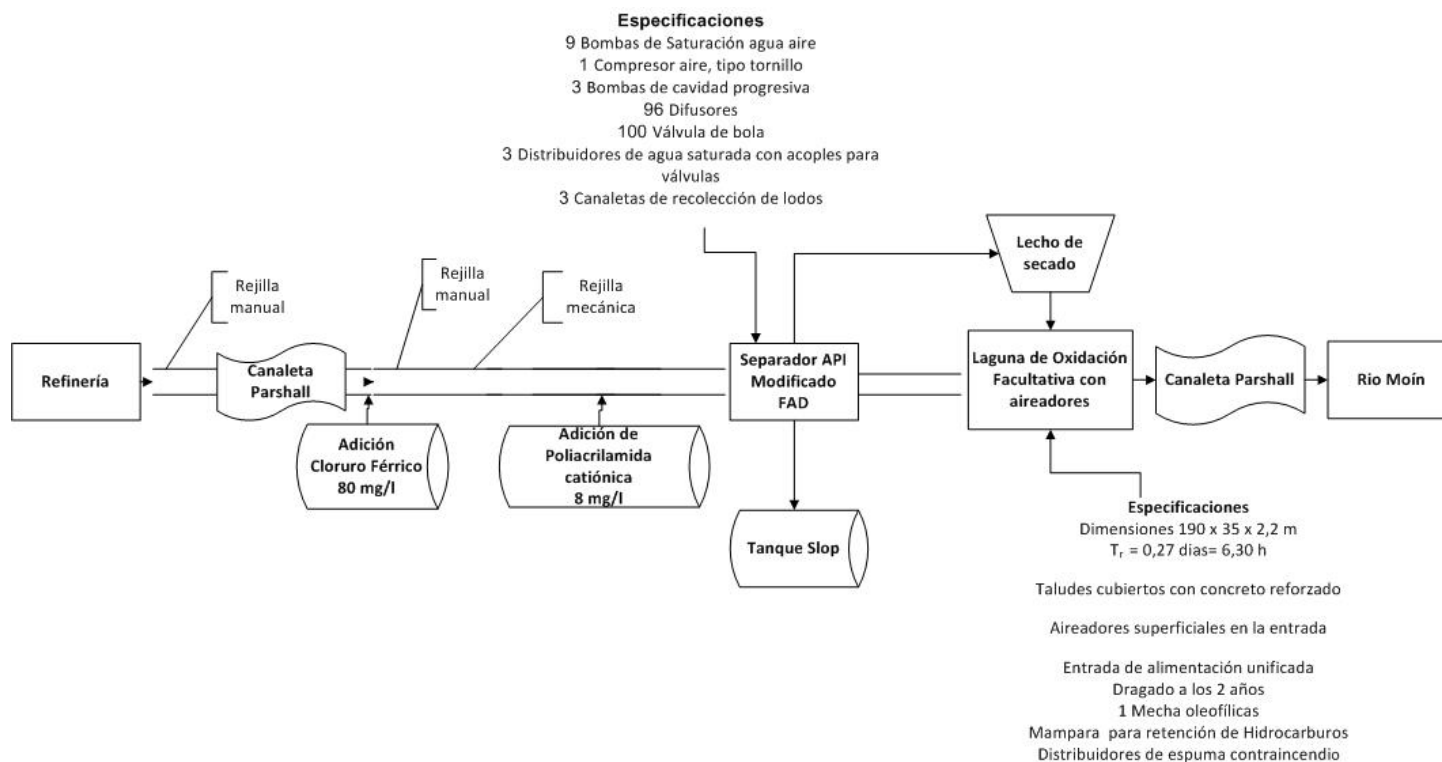 Especificaciones
9 Bombas de Saturación agua aire
1 Compresor aire, tipo tornillo
3 Bombas de cavidad progresiva
96 Difusores
100 Válvula de bola
3 Distribuidores de agua saturada con acoples para
válvulas
3 Canaletas de recolección de lodos
Lecho de
secado
Rejilla
manual
Rejilla
manual
Rejilla
mecánica
Refinería
Canaleta
Parshall
Separador API
Modificado
FAD
Laguna de Oxidación
Facultativa con
aireadores
Canaleta Parshall
Rio Moín
Adición
Cloruro Férrico
80 mg/l
Adición de
Poliacrilamida
catiónica
8 mg/l
Tanque Slop
Especificaciones
Dimensiones 190 x 35 x 2,2 m
Tr = 0,27 dias= 6,30 h
Taludes cubiertos con concreto reforzado
Aireadores superficiales en la entrada
Entrada de alimentación unificada
Dragado a los 2 años
1 Mecha oleofílicas
Mampara para retención de Hidrocarburos
Distribuidores de espuma contraincendio